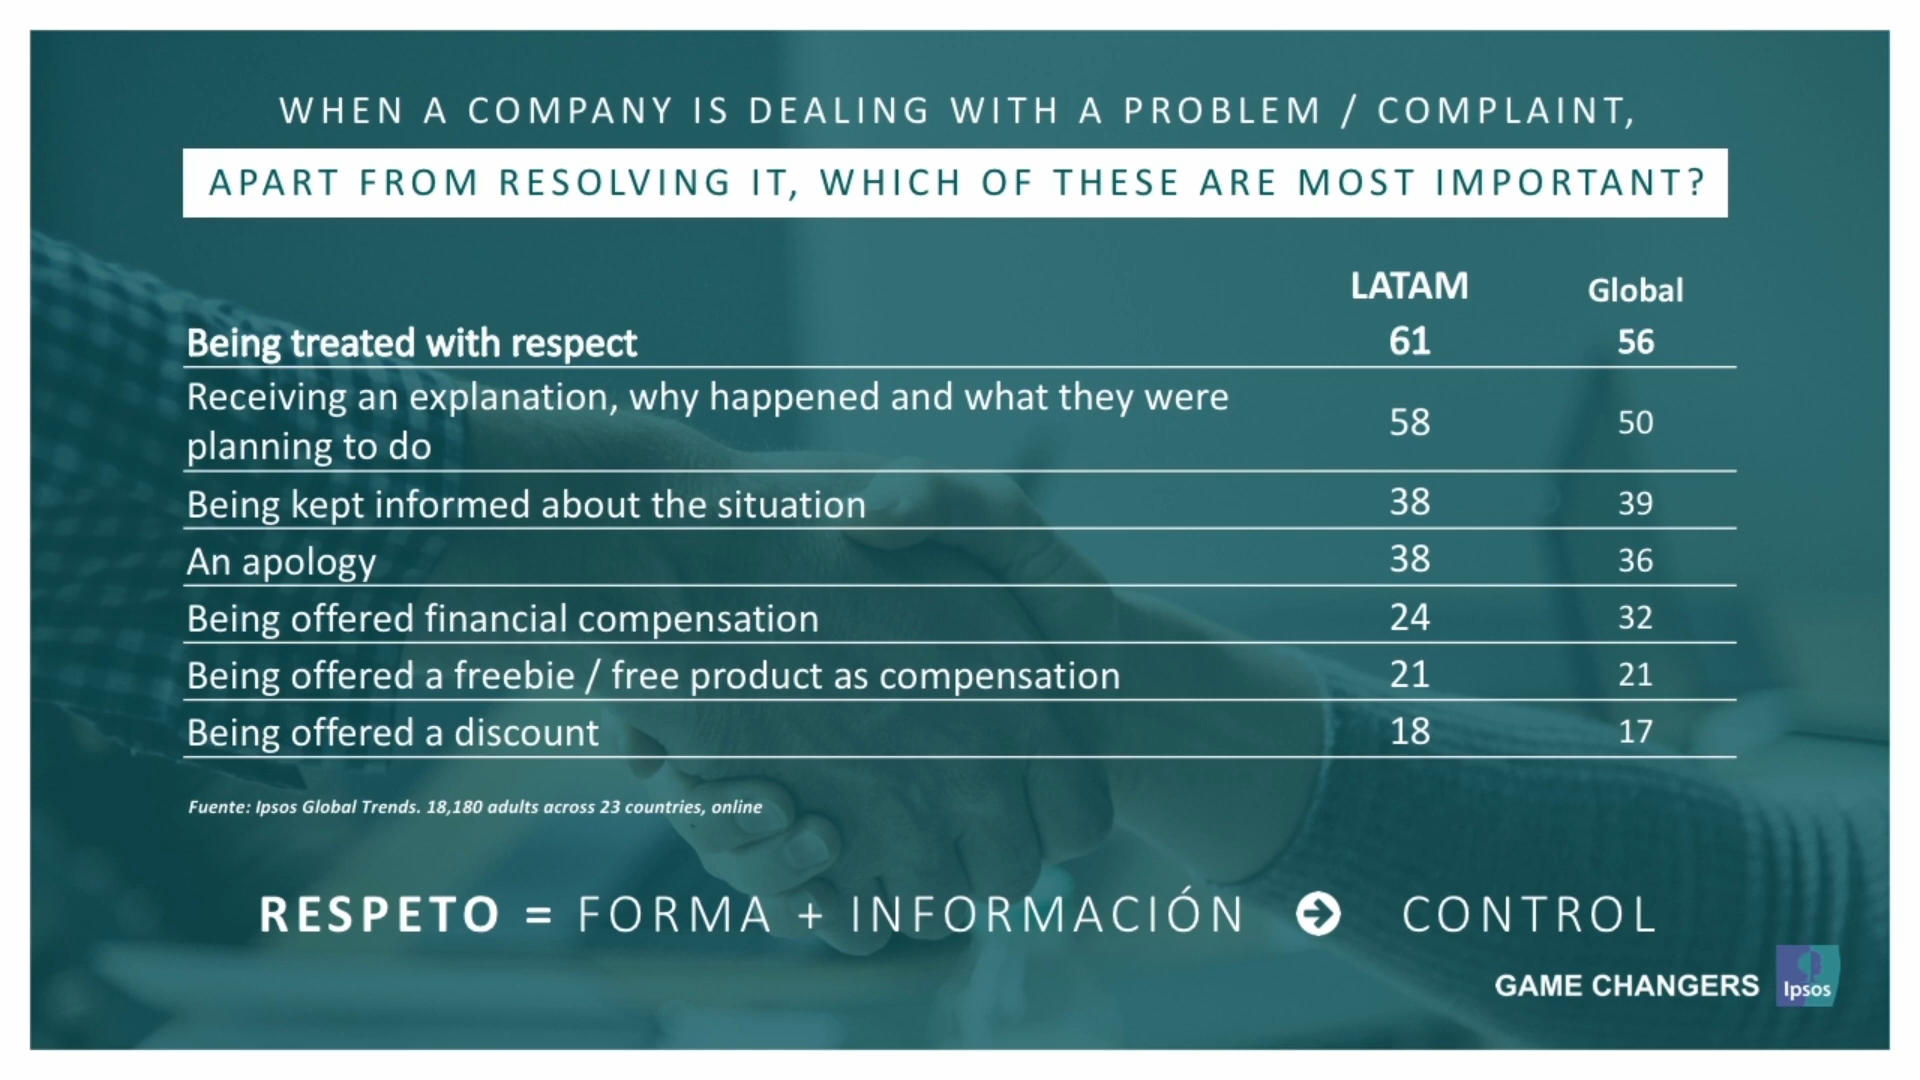 WHEN A COMPANY IS DEALING WITH A PROBLEM / COMPLAINT,
APART FROM RESOLVING IT, WHICH OF THESE ARE MOST IMPORTANT?
LATAM Global
Being treated with respect 61 56
Receiving an explanation, why happened and what they were
planning to do 58 50
Being kept informed about the situation 38 39
An apology 38 36
Being offered financial compensation 24 32
Being offered a freebie / free product as compensation 21 21
Being offered a discount 18 17
Fuente: Ipsos Global Trends. 18,180 adults across 23 countries, online
RESPETO = FORMA + INFORMACIÓN ➔ CONTROL
GAME CHANGERS Ipsos